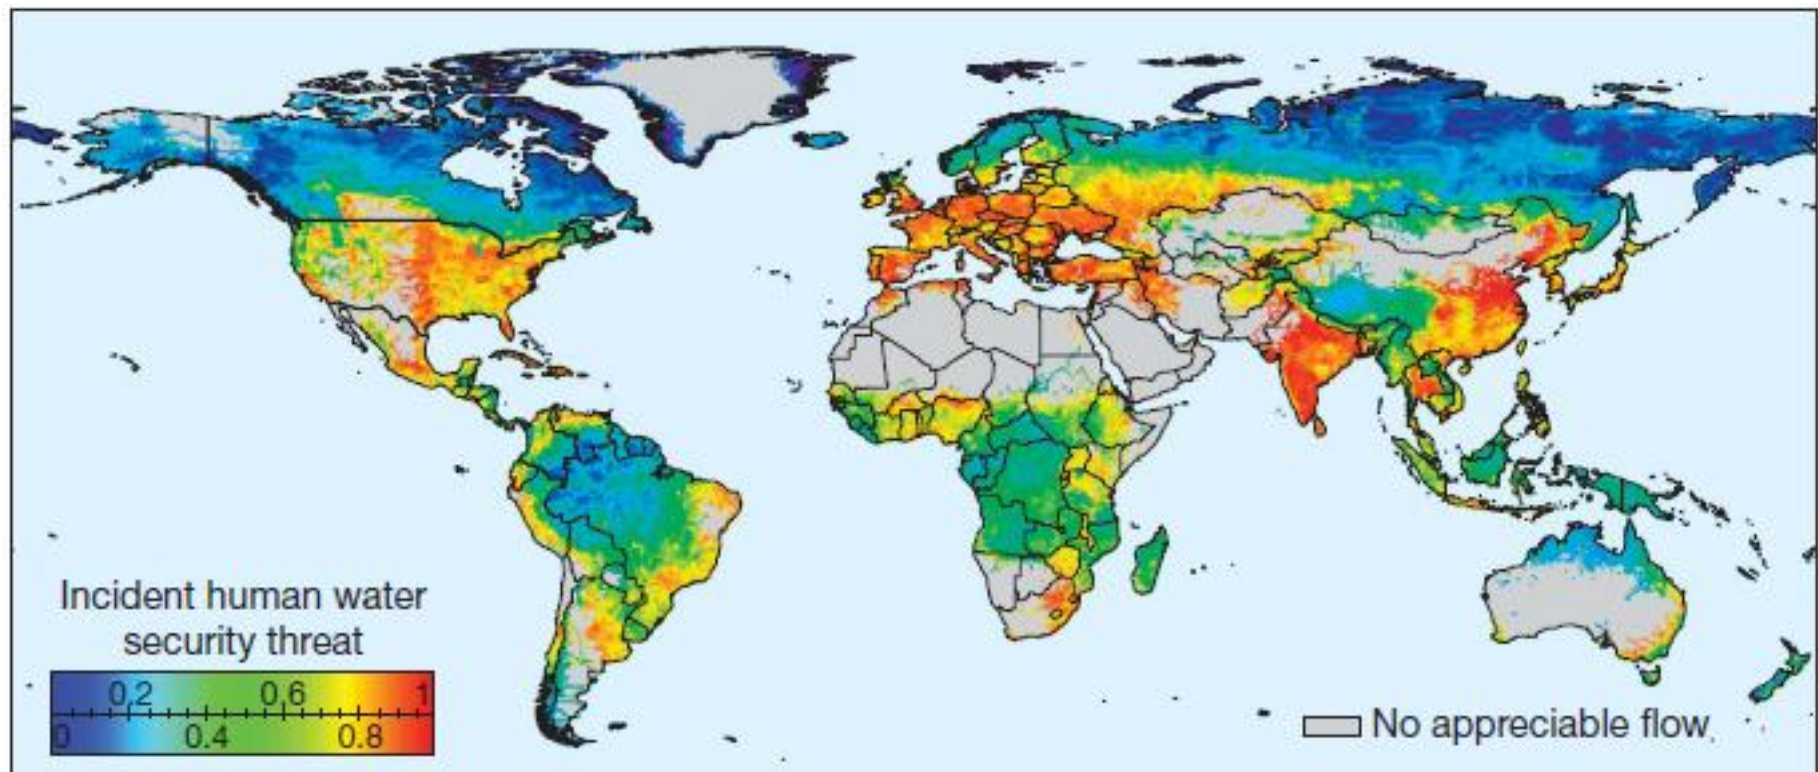 Incident human water
security threat
0.2 0.6 1
0 0.4 0.8
No appreciable flow